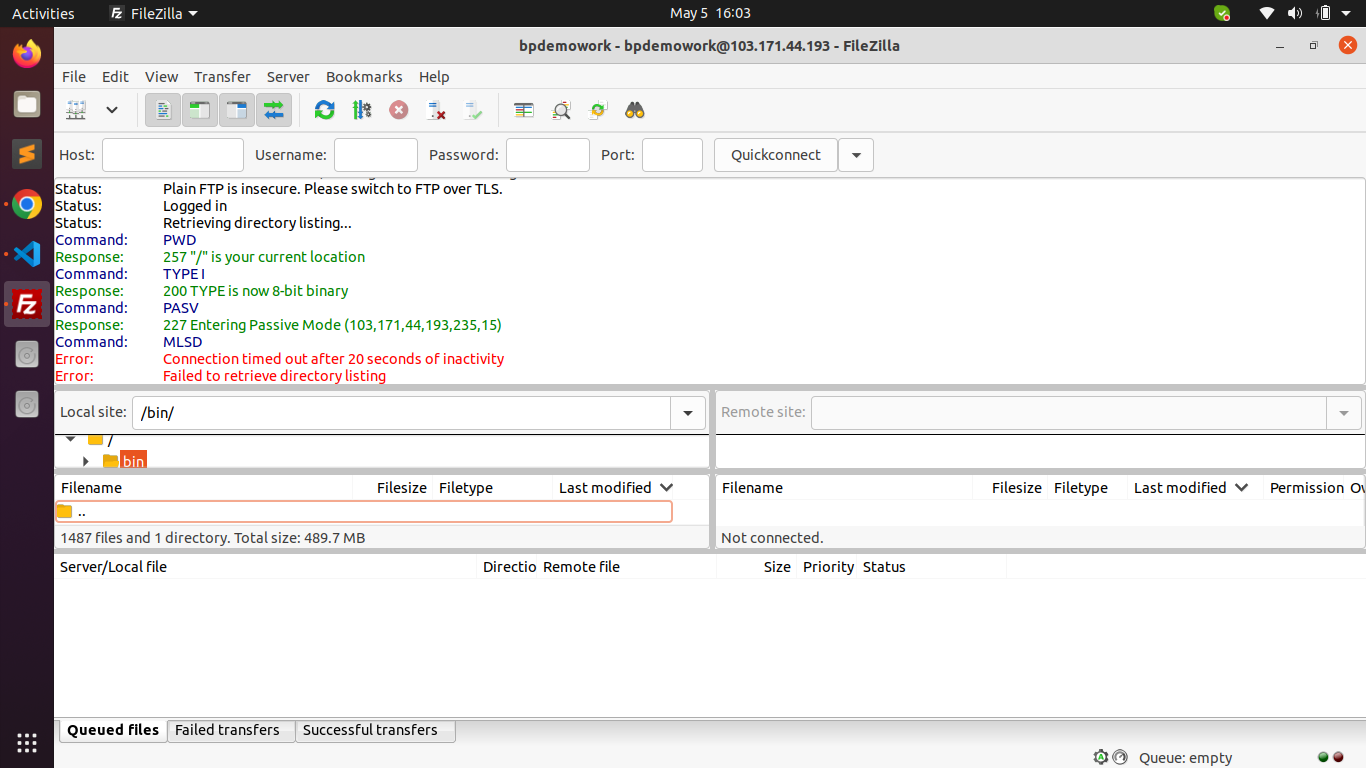 Activities FileZilla May 5 16:03
bpdemowork - bpdemowork@103.171.44.193 - FileZilla
File Edit View Transfer Server Bookmarks Help
Host: Username: Password: Port: Quickconnect
Status: Plain FTP is insecure. Please switch to FTP over TLS.
Status: Logged in
Status: Retrieving directory listing...
Command: PWD
Response: 257 "/" is your current location
Command: TYPE I
Response: 200 TYPE is now 8-bit binary
Command: PASV
Response: 227 Entering Passive Mode (103,171,44,193,235,15)
Command: MLSD
Error: Connection timed out after 20 seconds of inactivity
Error: Failed to retrieve directory listing
Local site: /bin/ Remote site:
/
bin
Filename Filesize Filetype Last modified Filename Filesize Filetype Last modified Permission Ow
..
1487 files and 1 directory. Total size: 489.7 MB Not connected.
Server/Local file Directio Remote file Size Priority Status
Queued files Failed transfers Successful transfers
Queue: empty